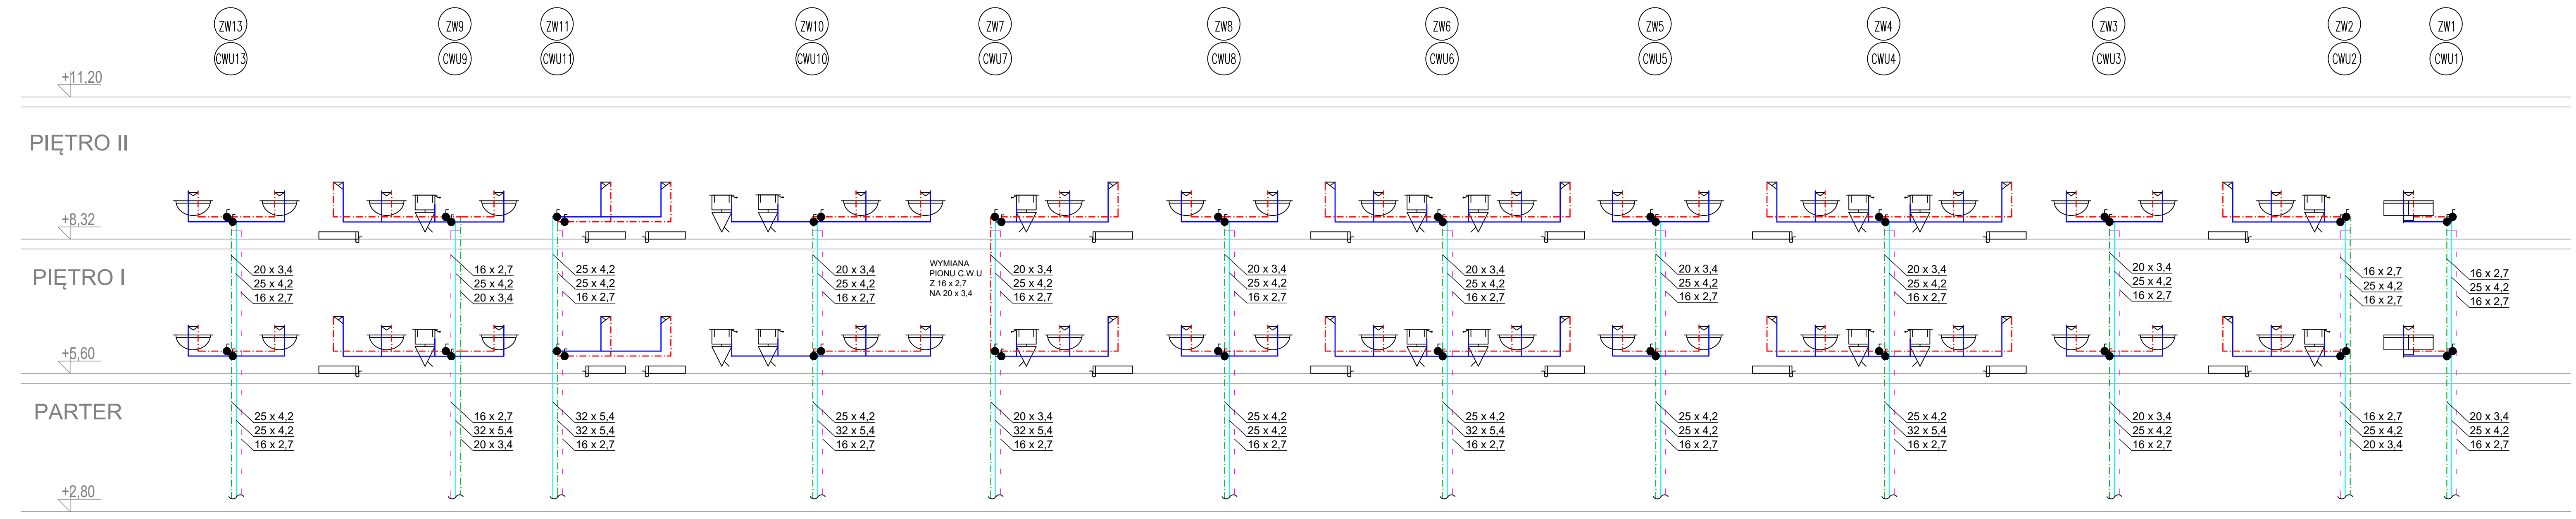 ZW13 ZW9 ZW11 ZW10 ZW7 ZW8 ZW6 ZW5 ZW4 ZW3 ZW2 ZW1
CWU13 CWU9 CWU11 CWU10 CWU7 CWU8 CWU6 CWU5 CWU4 CWU3 CWU2 CWU1
+11,20
PIĘTRO II
+8,32
PIĘTRO I
20 x 3,4
25 x 4,2
16 x 2,7
16 x 2,7
25 x 4,2
20 x 3,4
25 x 4,2
25 x 4,2
16 x 2,7
20 x 3,4
25 x 4,2
16 x 2,7
WYMIANA
PIONU C.W.U
Z 16 x 2,7
NA 20 x 3,4
20 x 3,4
25 x 4,2
16 x 2,7
20 x 3,4
25 x 4,2
16 x 2,7
20 x 3,4
25 x 4,2
16 x 2,7
20 x 3,4
25 x 4,2
16 x 2,7
20 x 3,4
25 x 4,2
16 x 2,7
20 x 3,4
25 x 4,2
16 x 2,7
16 x 2,7
25 x 4,2
16 x 2,7
16 x 2,7
25 x 4,2
16 x 2,7
+5,60
PARTER
25 x 4,2
25 x 4,2
16 x 2,7
16 x 2,7
32 x 5,4
20 x 3,4
32 x 5,4
32 x 5,4
16 x 2,7
25 x 4,2
32 x 5,4
16 x 2,7
20 x 3,4
32 x 5,4
16 x 2,7
25 x 4,2
25 x 4,2
16 x 2,7
25 x 4,2
32 x 5,4
16 x 2,7
25 x 4,2
25 x 4,2
16 x 2,7
25 x 4,2
32 x 5,4
16 x 2,7
20 x 3,4
25 x 4,2
16 x 2,7
16 x 2,7
25 x 4,2
20 x 3,4
20 x 3,4
25 x 4,2
16 x 2,7
+2,80